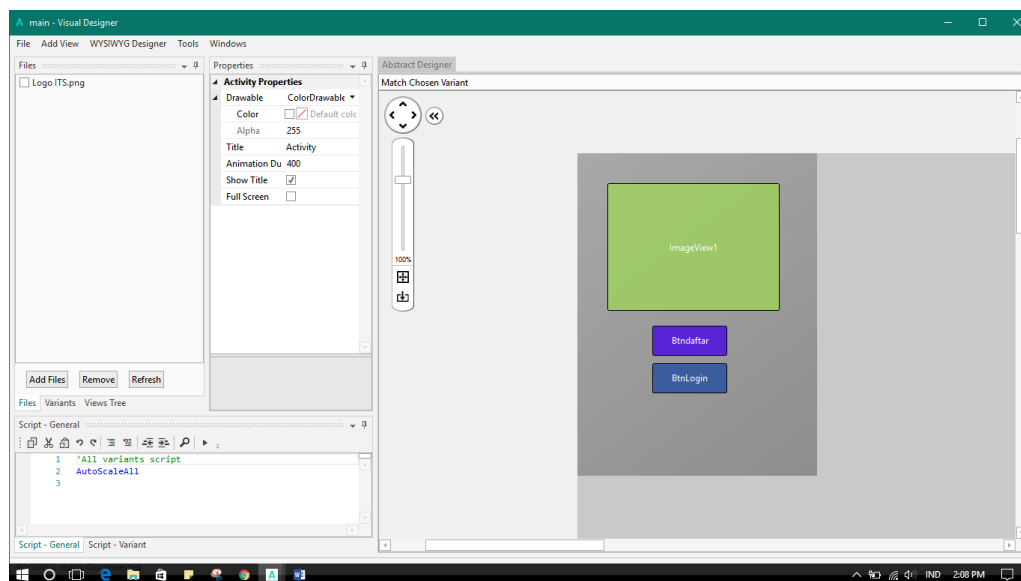 A main - Visual Designer
File Add View WYSIWYG Designer Tools Windows
Files
Logo ITS.png
Add Files Remove Refresh
Files Variants Views Tree
Properties
Activity Properties
Drawable ColorDrawable
Color Default colo
Alpha 255
Title Activity
Animation Du 400
Show Title
Full Screen
Script - General
1 'All variants script
2 AutoScaleAll
3
Script - General Script - Variant
Abstract Designer
Match Chosen Variant
100%
ImageView1
Btndaftar
BtnLogin
IND 2:08 PM